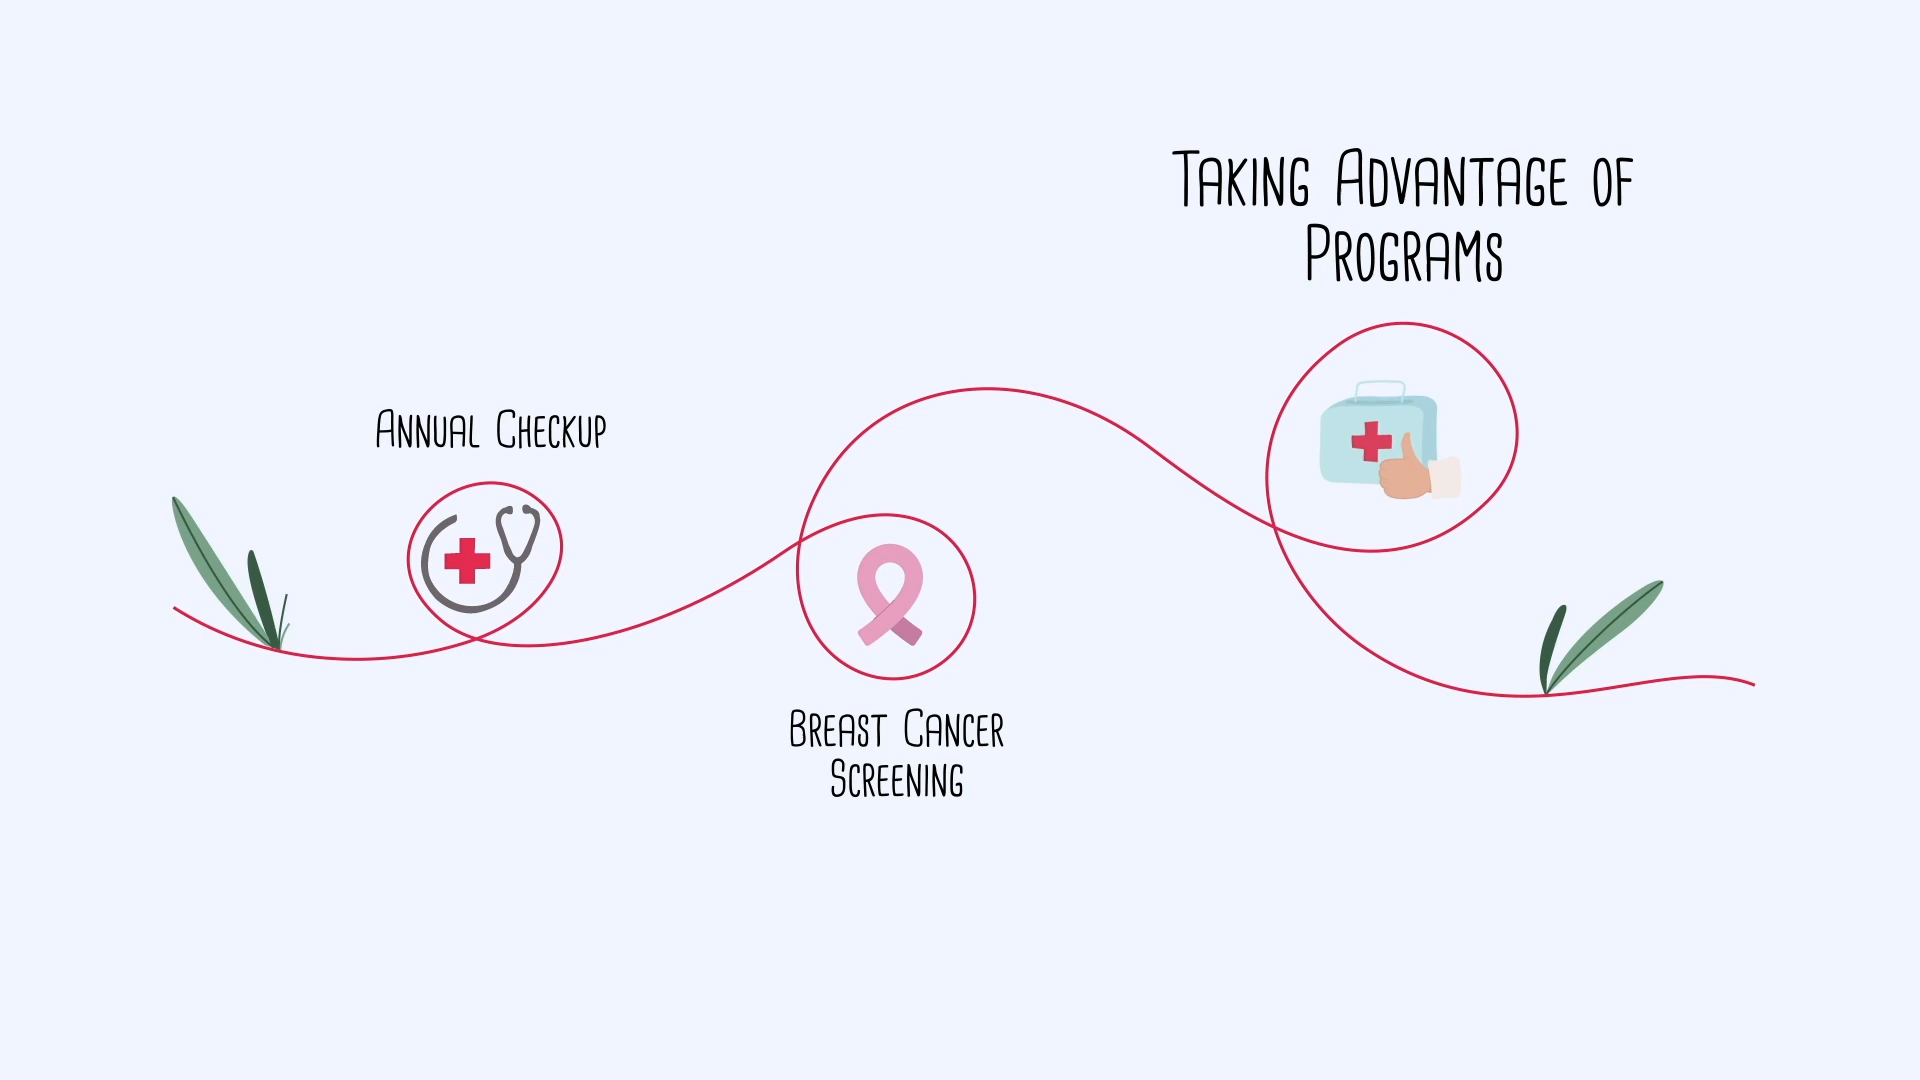 Taking Advantage of
Programs
Annual Checkup
Breast Cancer
Screening